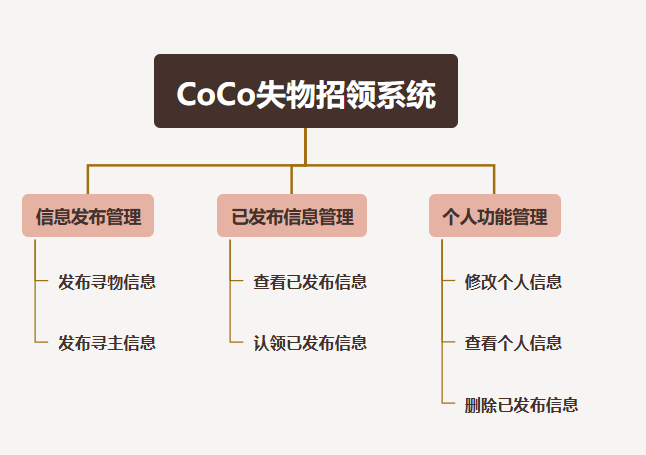 CoCo失物招领系统
信息发布管理
发布寻物信息
发布寻主信息
已发布信息管理
查看已发布信息
认领已发布信息
个人功能管理
修改个人信息
查看个人信息
删除已发布信息